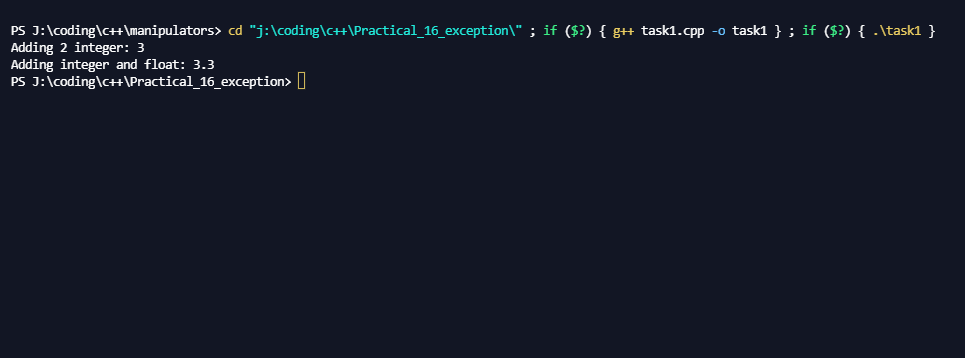 PS J:\coding\c++\manipulators> cd "j:\coding\c++\Practical_16_exception\" ; if ($?) { g++ task1.cpp -o task1 } ; if ($?) { .\task1 }
Adding 2 integer: 3
Adding integer and float: 3.3
PS J:\coding\c++\Practical_16_exception>